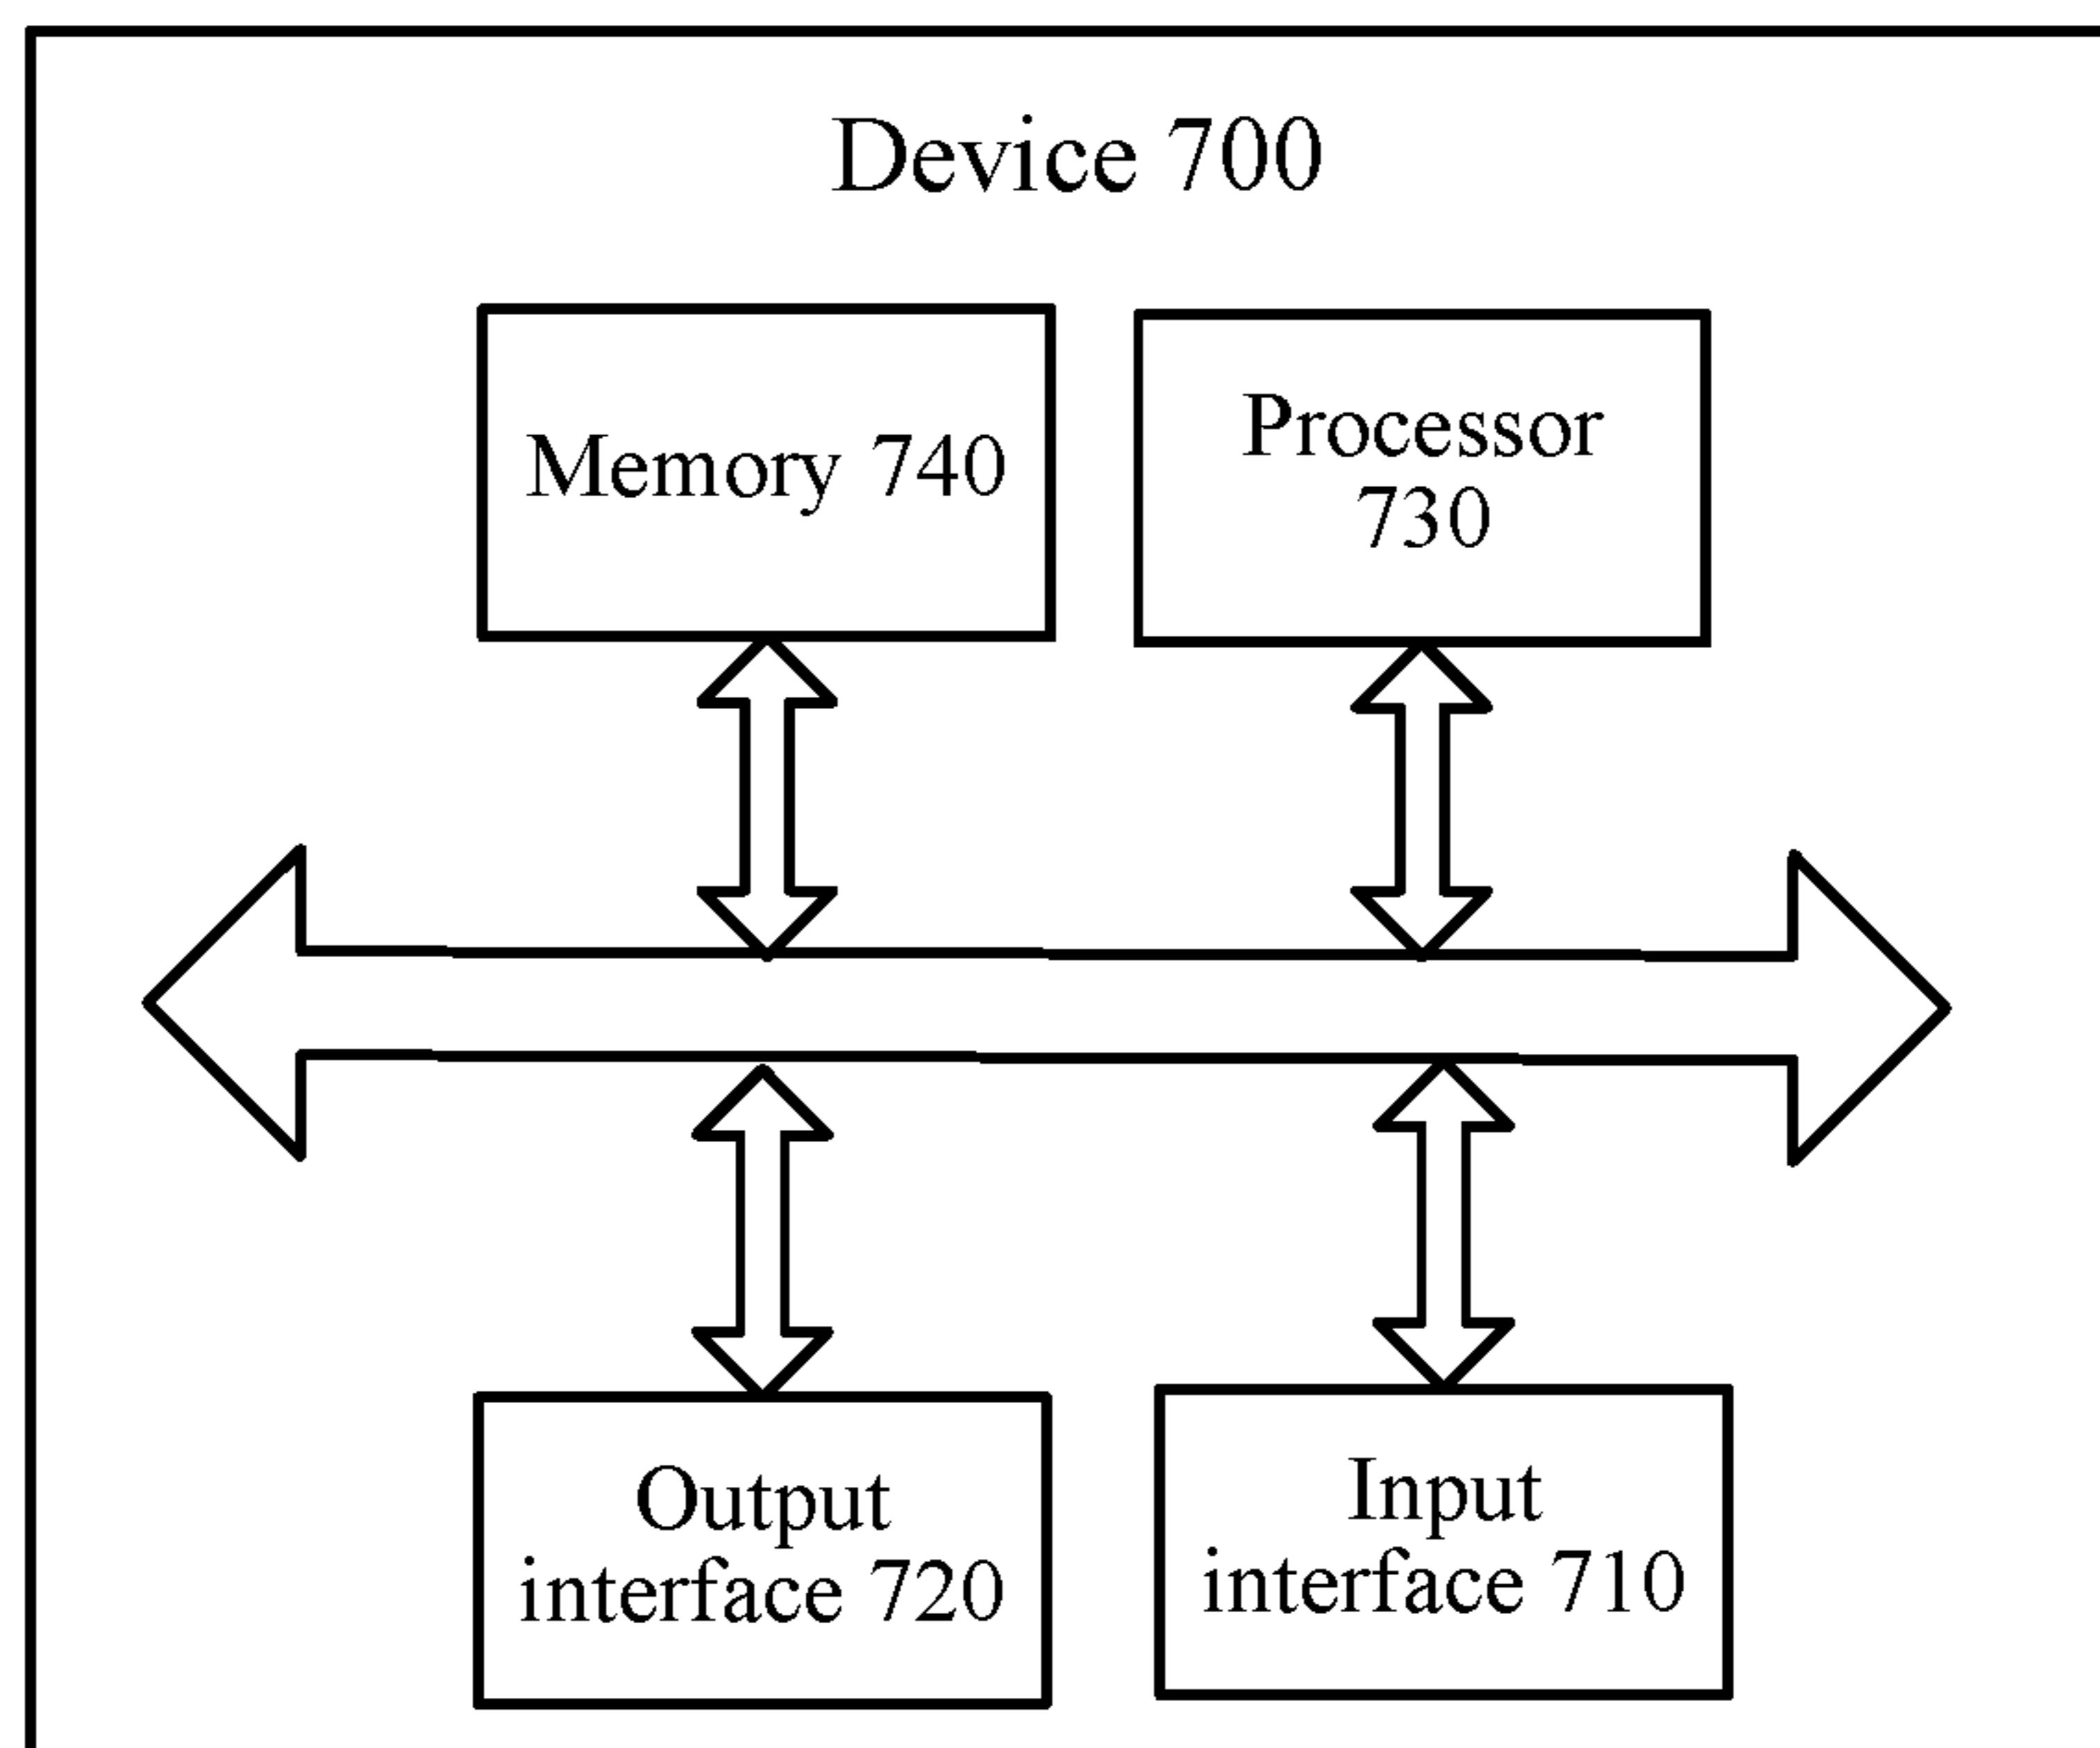 Device 700
Memory 740
Processor
730
Output
interface 720
Input
interface 710